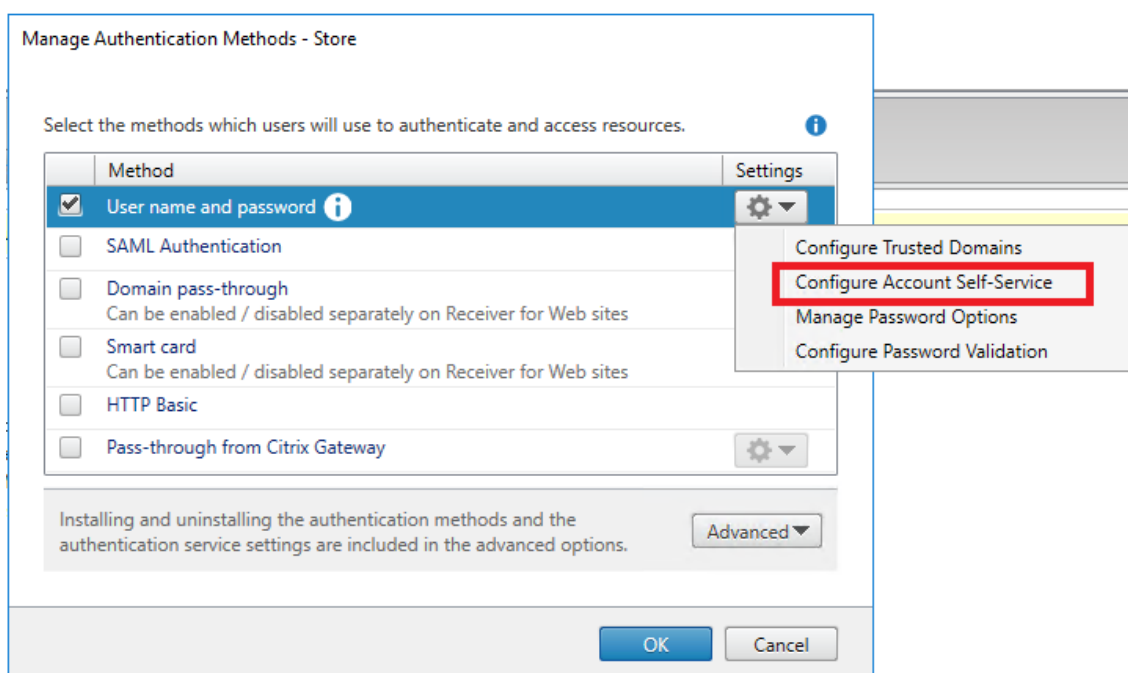 Manage Authentication Methods - Store
Select the methods which users will use to authenticate and access resources.
Method
Settings
User name and password
SAML Authentication
Domain pass-through
Can be enabled / disabled separately on Receiver for Web sites
Smart card
Can be enabled / disabled separately on Receiver for Web sites
HTTP Basic
Pass-through from Citrix Gateway
Configure Trusted Domains
Configure Account Self-Service
Manage Password Options
Configure Password Validation
Installing and uninstalling the authentication methods and the
authentication service settings are included in the advanced options.
Advanced
OK
Cancel